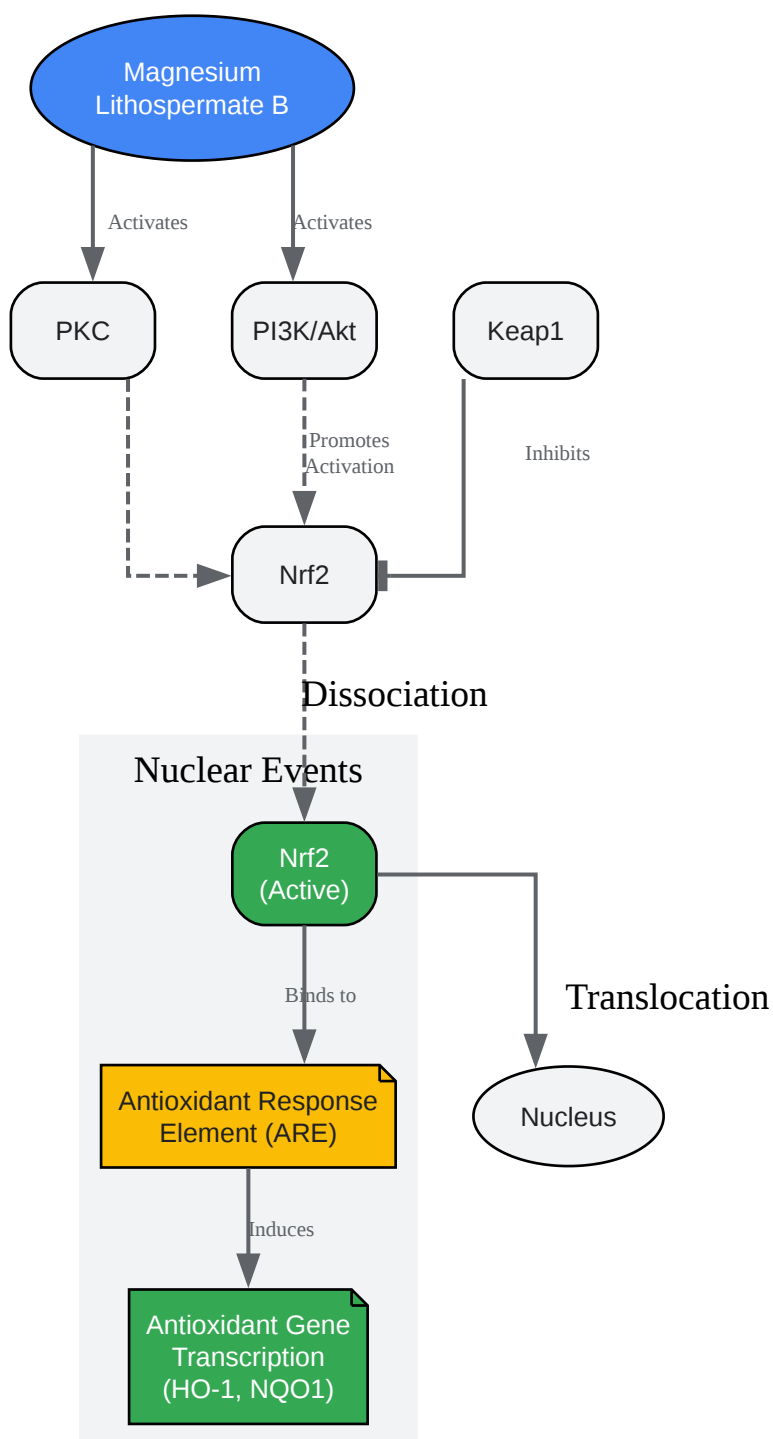 Magnesium
Lithospermate B
Activates
Activates
PKC
PI3K/Akt
Keap1
Promotes
Activation
Inhibits
Nrf2
Dissociation
Nuclear Events
Nrf2
(Active)
Binds to
Translocation
Antioxidant Response
Element (ARE)
Nucleus
Induces
Antioxidant Gene
Transcription
(HO-1, NQO1)